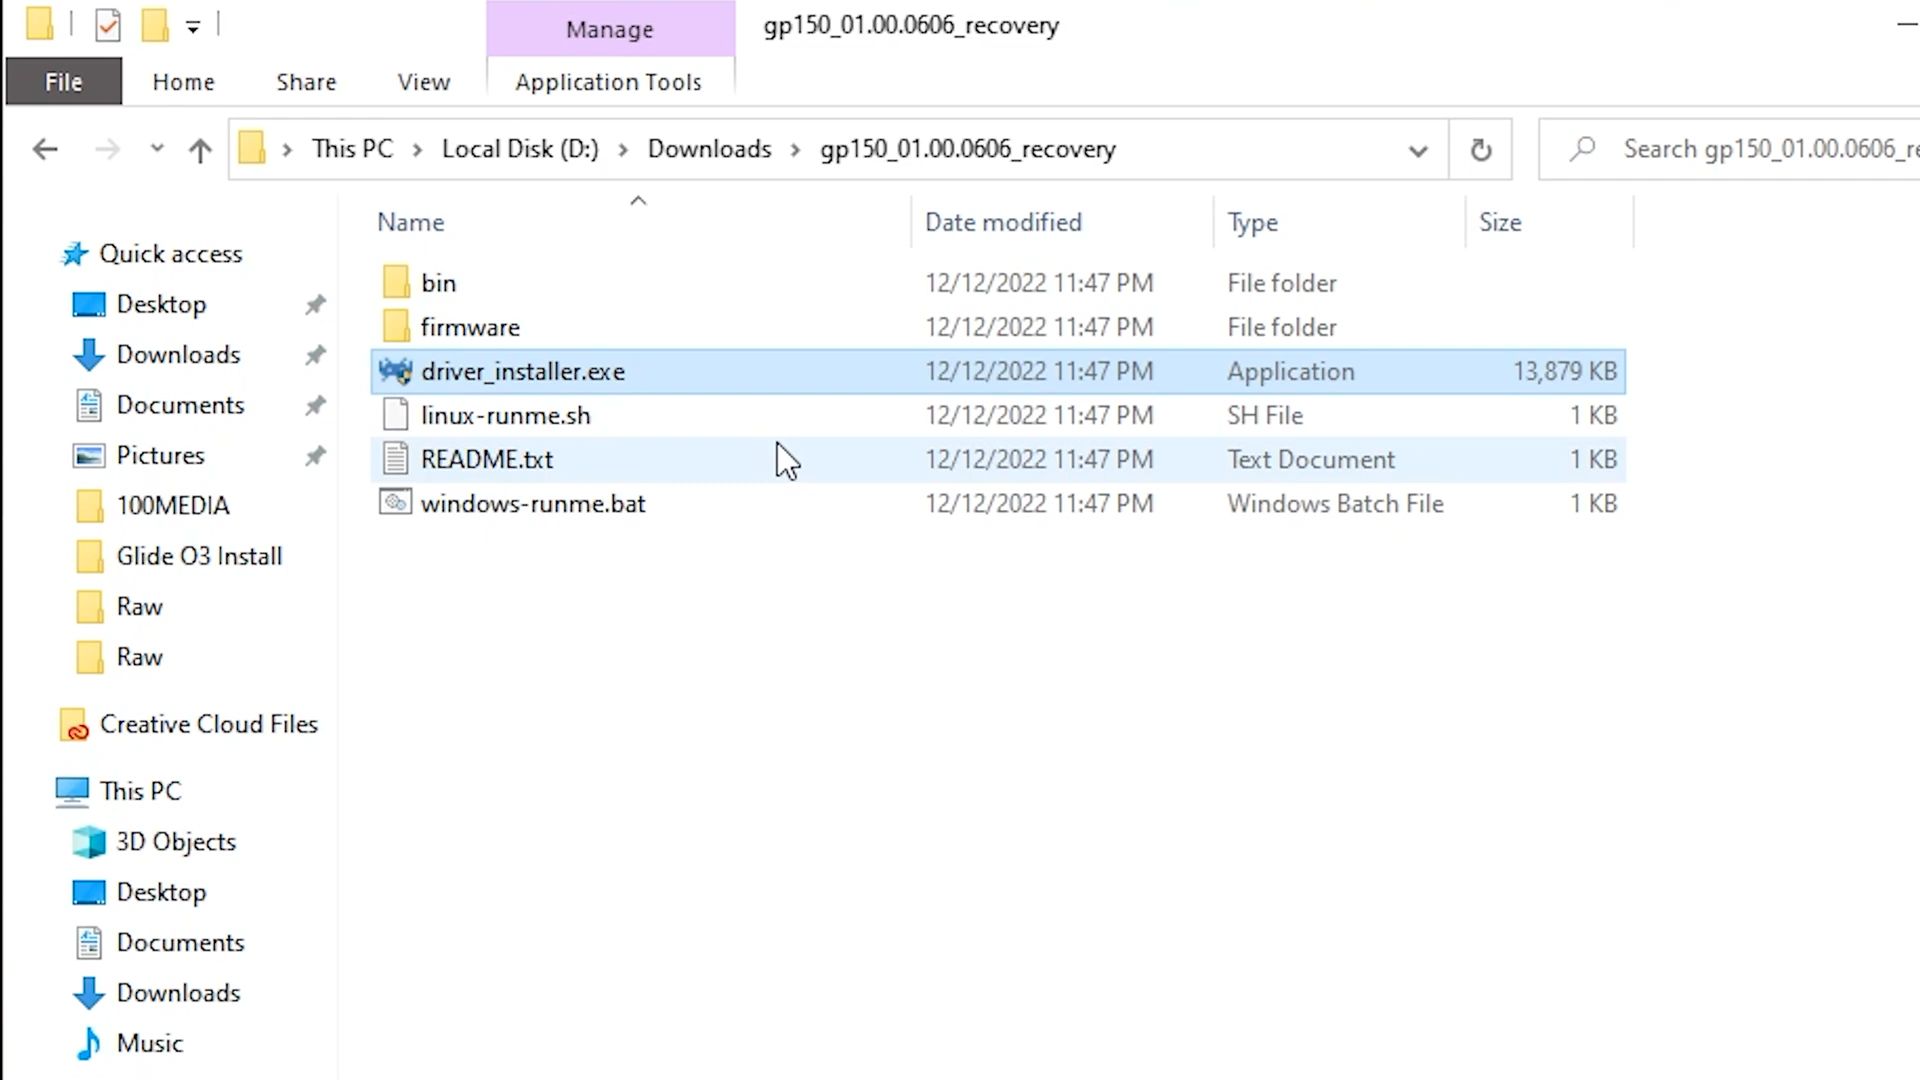 Manage
gp150_01.00.0606_recovery
File
Home
Share
View
Application Tools
This PC
Local Disk (D:)
Downloads
gp150_01.00.0606_recovery
Search gp150_01.00.0606_re
Name
Date modified
Type
Size
Quick access
Desktop
Downloads
Documents
Pictures
100MEDIA
Glide O3 Install
Raw
Raw
Creative Cloud Files
This PC
3D Objects
Desktop
Documents
Downloads
Music
bin 12/12/2022 11:47 PM File folder
firmware 12/12/2022 11:47 PM File folder
driver_installer.exe 12/12/2022 11:47 PM Application 13,879 KB
linux-runme.sh 12/12/2022 11:47 PM SH File 1 KB
README.txt 12/12/2022 11:47 PM Text Document 1 KB
windows-runme.bat 12/12/2022 11:47 PM Windows Batch File 1 KB